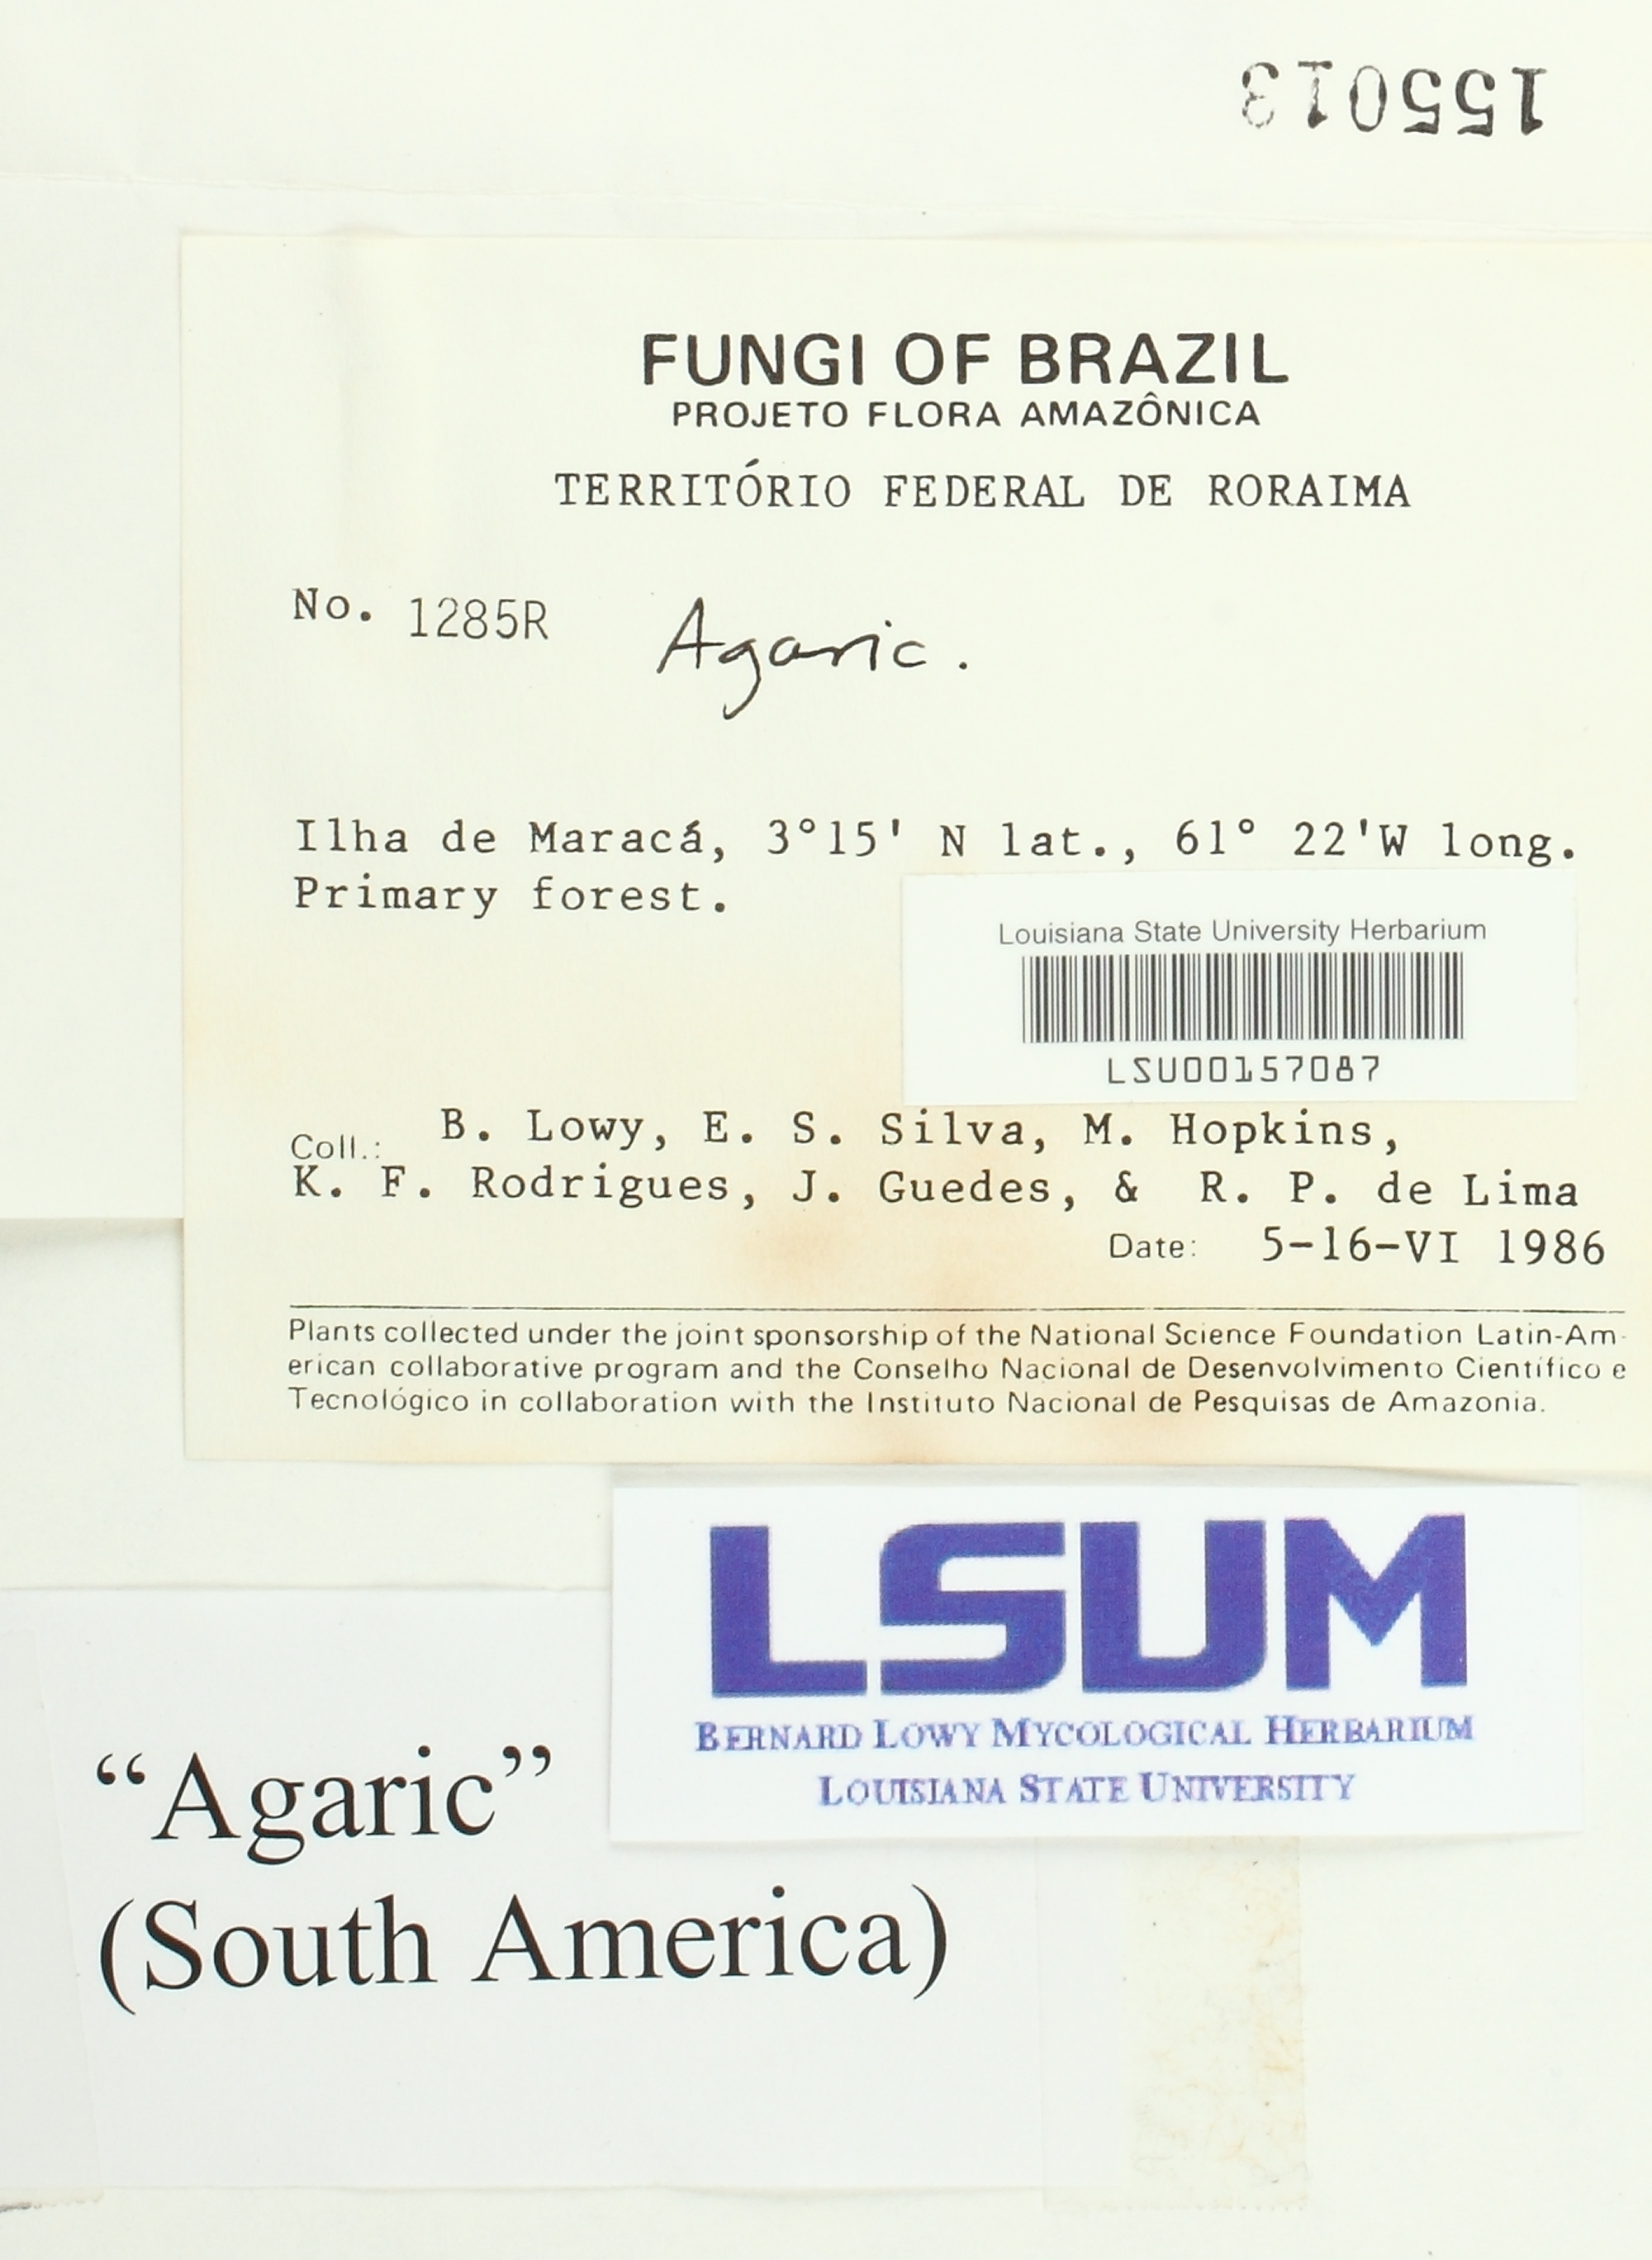 155013
FUNGI OF BRAZIL
PROJETO FLORA AMAZÔNICA
TERRITÓRIO FEDERAL DE RORAIMA
No. 1285R Agaric.
Ilha de Maracá, 3°15' N lat., 61° 22'W long.
Primary forest.
Louisiana State University Herbarium
LSU00157087
Coll.: B. Lowy, E. S. Silva, M. Hopkins,
K. F. Rodrigues, J. Guedes, & R. P. de Lima
Date: 5-16-VI 1986
Plants collected under the joint sponsorship of the National Science Foundation Latin-Am-
erican collaborative program and the Conselho Nacional de Desenvolvimento Científico e
Tecnológico in collaboration with the Instituto Nacional de Pesquisas de Amazonia.
LSUM
BERNARD LOWY MYCOLOGICAL HERBARIUM
LOUISIANA STATE UNIVERSITY
“Agaric”
(South America)